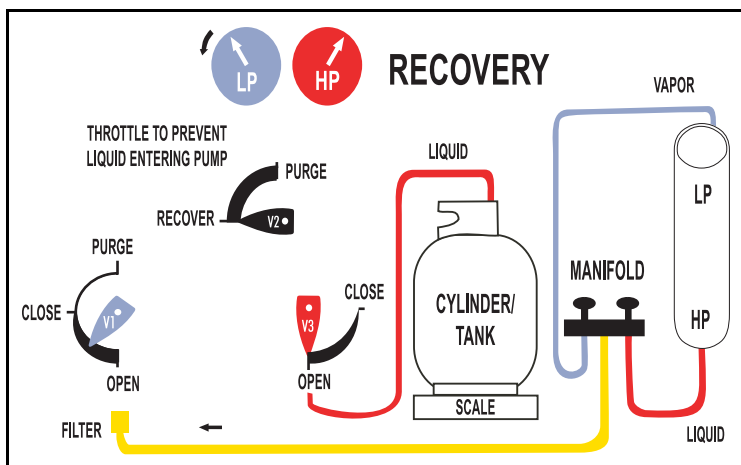 LP
HP
RECOVERY
VAPOR
THROTTLE TO PREVENT
LIQUID ENTERING PUMP
LIQUID
PURGE
RECOVER
V2
LP
PURGE
MANIFOLD
CLOSE
CLOSE
CYLINDER/
TANK
V1
V3
HP
OPEN
OPEN
SCALE
FILTER
LIQUID